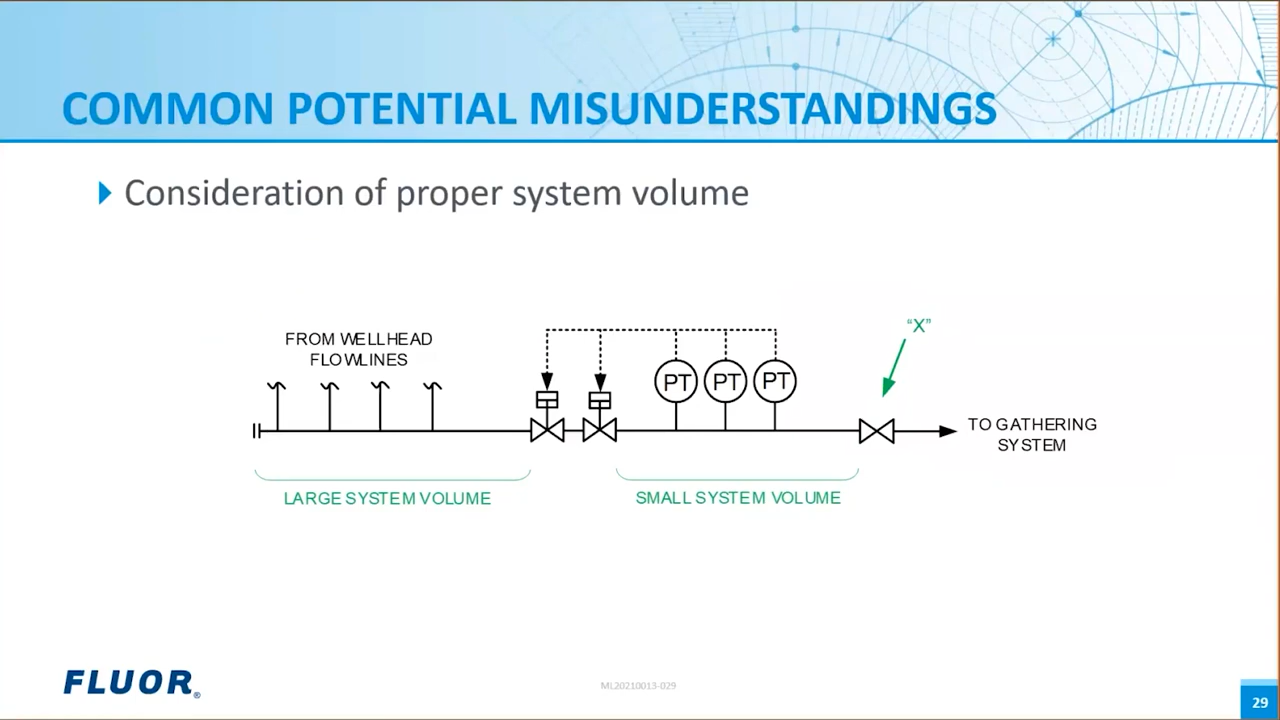 COMMON POTENTIAL MISUNDERSTANDINGS
Consideration of proper system volume
FROM WELLHEAD
FLOWLINES
"X"
PT PT PT
TO GATHERING
SYSTEM
LARGE SYSTEM VOLUME
SMALL SYSTEM VOLUME
FLUOR®
ML20210013-029
29